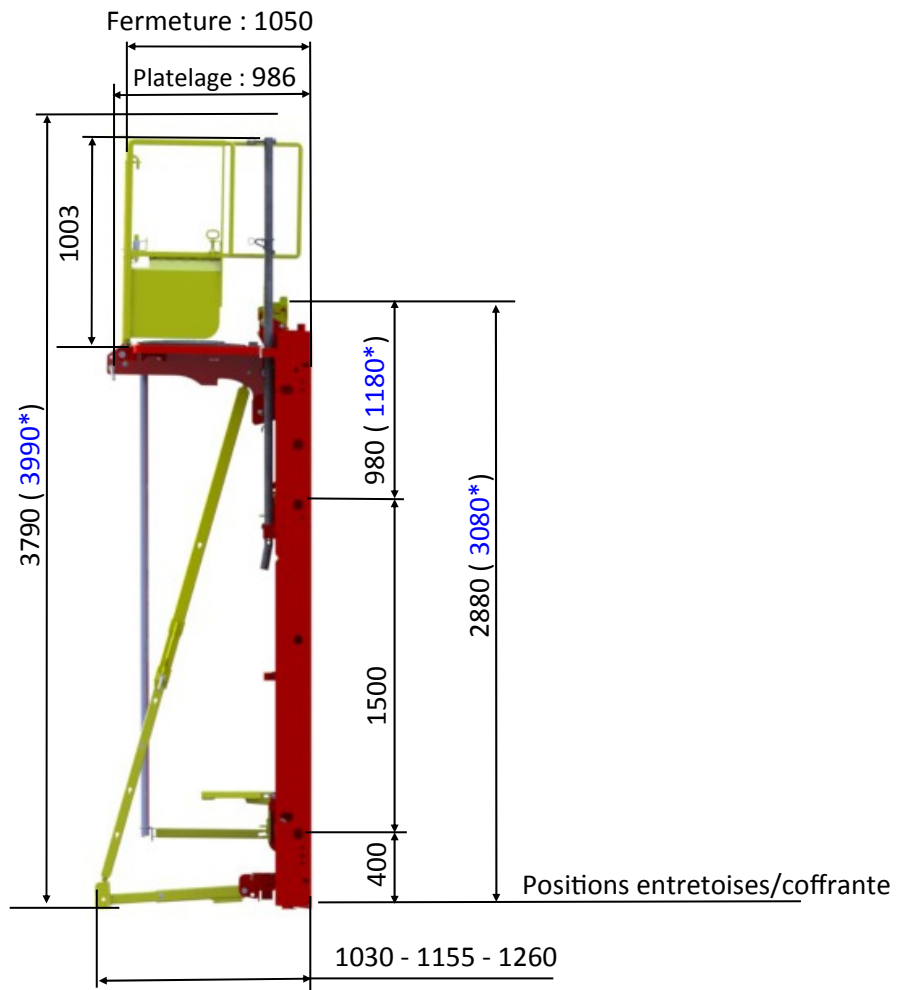 Fermeture : 1050
Platelage : 986
1003
3790 ( 3990*)
980 ( 1180*)
2880 ( 3080*)
1500
400
Positions entretoises/coffrante
1030 - 1155 - 1260